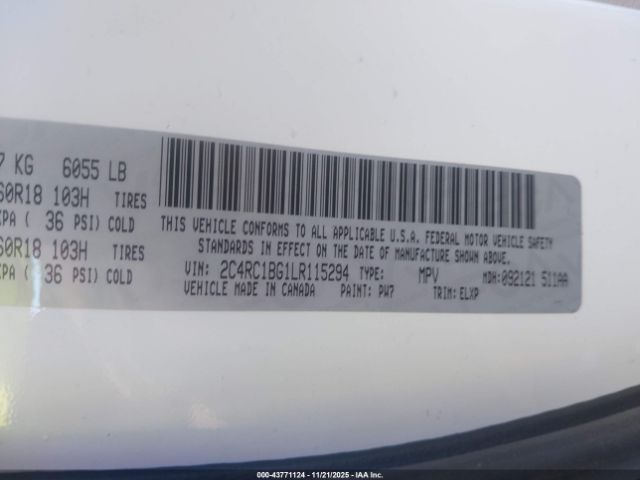 7 KG 6055 LB
60R18 103H TIRES
KPA ( 36 PSI) COLD
60R18 103H TIRES
KPA ( 36 PSI) COLD
THIS VEHICLE CONFORMS TO ALL APPLICABLE U.S.A. FEDERAL MOTOR VEHICLE SAFETY
STANDARDS IN EFFECT ON THE DATE OF MANUFACTURE SHOWN ABOVE.
VIN: 2C4RC1BG1LR115294 TYPE: MPV MDH:092121 511AA
VEHICLE MADE IN CANADA PAINT: PW7 TRIM: ELXP
000-43771124 - 11/21/2025 - IAA Inc.